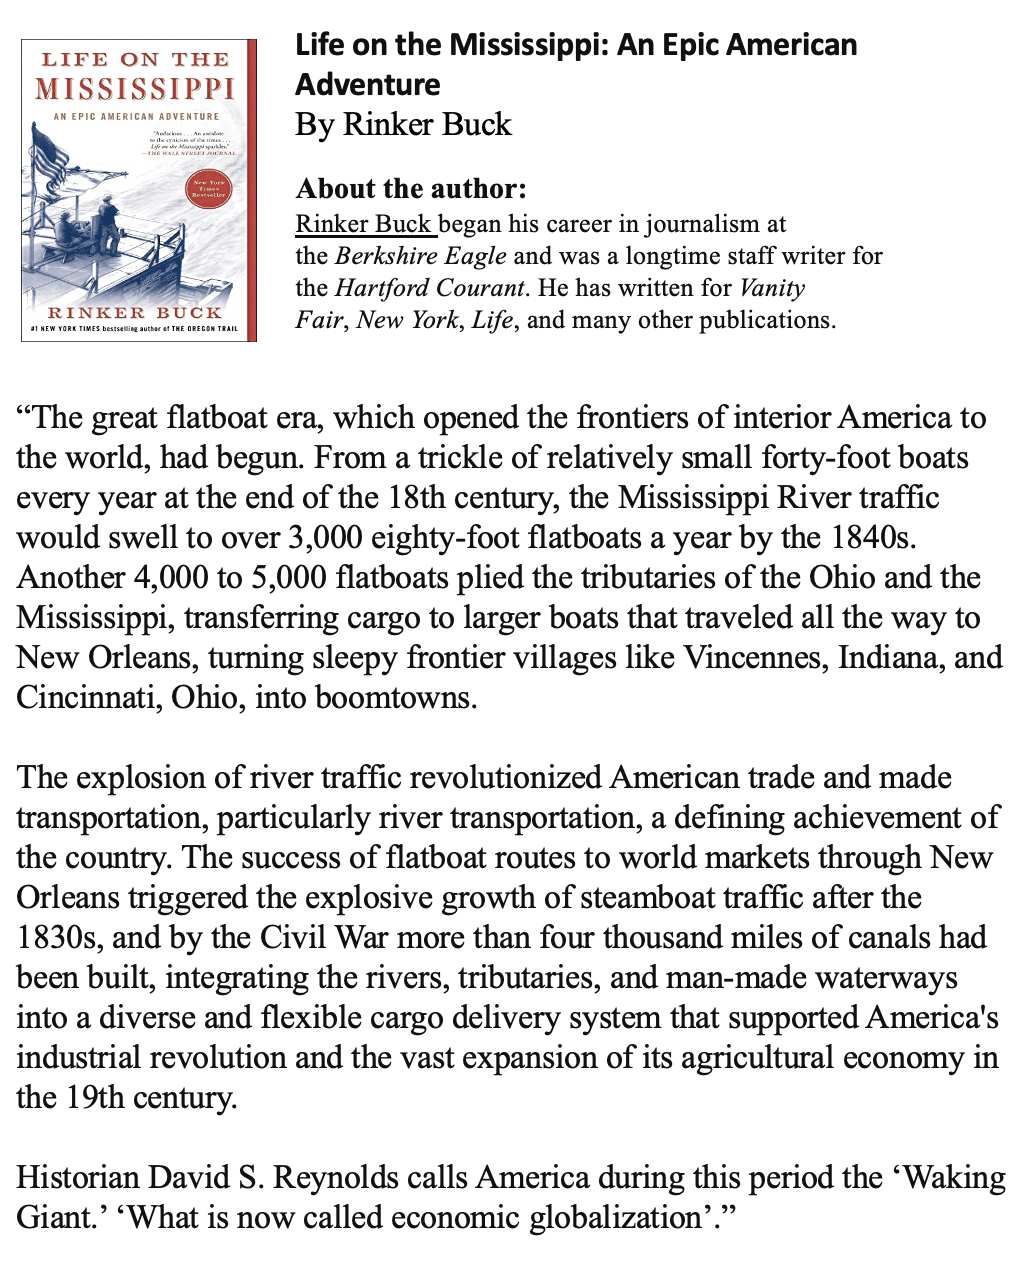 LIFE ON THE
MISSISSIPPI
AN EPIC AMERICAN ADVENTURE
"Audacious . . . An antidote
to the cynicism of the times . . .
Life on the Mississippi sparkles."
—THE WALL STREET JOURNAL
New York
Times
Bestseller
RINKER BUCK
#1 NEW YORK TIMES bestselling author of THE OREGON TRAIL
Life on the Mississippi: An Epic American
Adventure
By Rinker Buck
About the author:
Rinker Buck began his career in journalism at
the Berkshire Eagle and was a longtime staff writer for
the Hartford Courant. He has written for Vanity
Fair, New York, Life, and many other publications.
“The great flatboat era, which opened the frontiers of interior America to
the world, had begun. From a trickle of relatively small forty-foot boats
every year at the end of the 18th century, the Mississippi River traffic
would swell to over 3,000 eighty-foot flatboats a year by the 1840s.
Another 4,000 to 5,000 flatboats plied the tributaries of the Ohio and the
Mississippi, transferring cargo to larger boats that traveled all the way to
New Orleans, turning sleepy frontier villages like Vincennes, Indiana, and
Cincinnati, Ohio, into boomtowns.
The explosion of river traffic revolutionized American trade and made
transportation, particularly river transportation, a defining achievement of
the country. The success of flatboat routes to world markets through New
Orleans triggered the explosive growth of steamboat traffic after the
1830s, and by the Civil War more than four thousand miles of canals had
been built, integrating the rivers, tributaries, and man-made waterways
into a diverse and flexible cargo delivery system that supported America's
industrial revolution and the vast expansion of its agricultural economy in
the 19th century.
Historian David S. Reynolds calls America during this period the ‘Waking
Giant.’ ‘What is now called economic globalization’.”